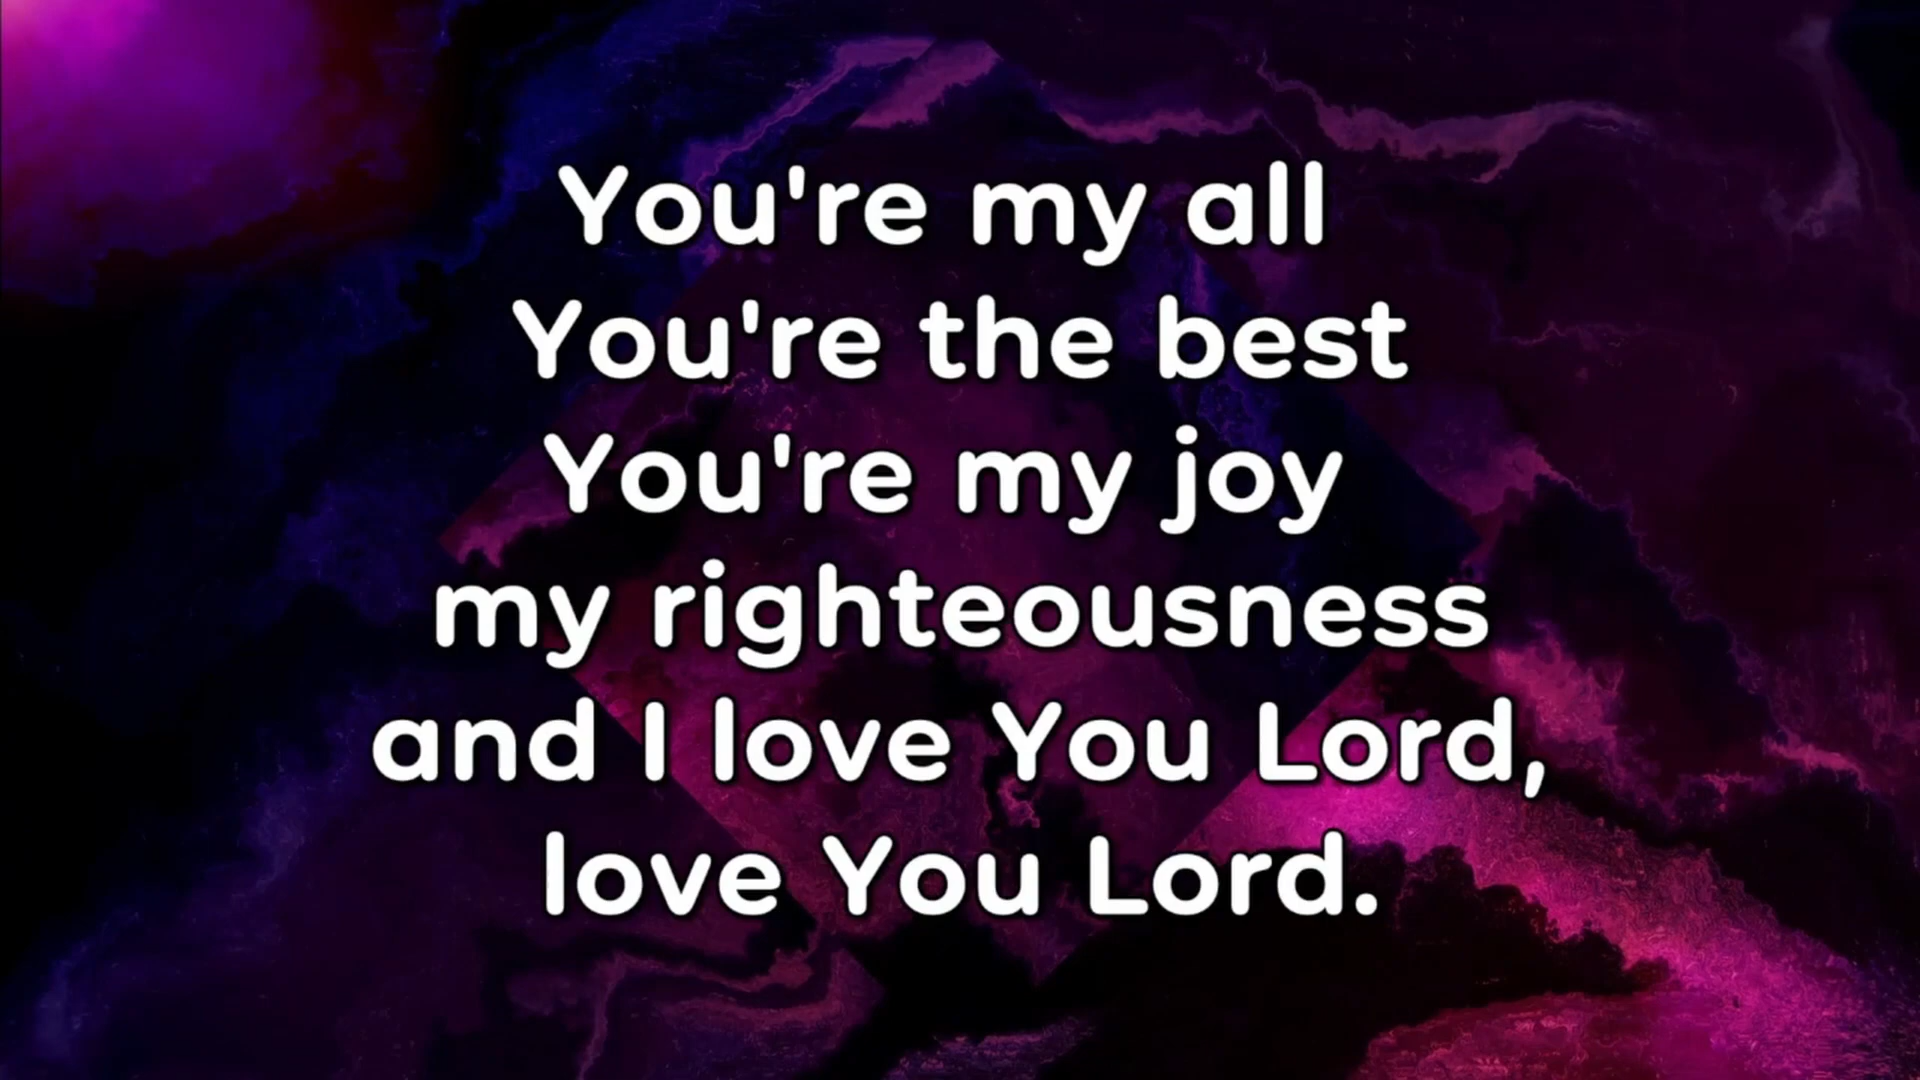 You're my all
You're the best
You're my joy
my righteousness
and I love You Lord,
love You Lord.